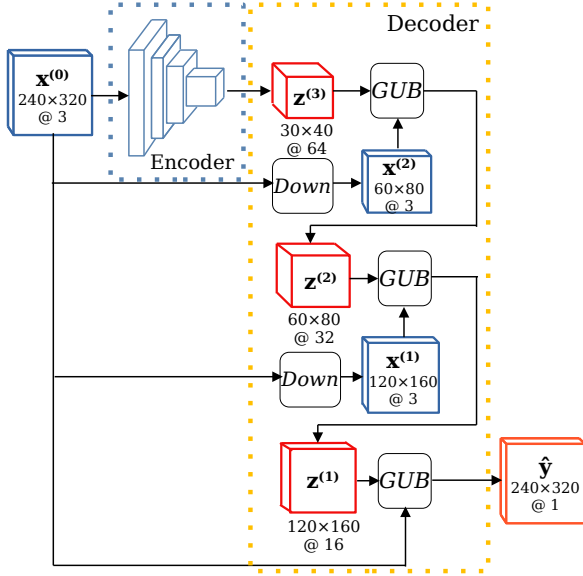 Decoder
x(0)
240×320
@ 3
Encoder
z(3)
30×40
@ 64
GUB
Down
x(2)
60×80
@ 3
z(2)
60×80
@ 32
GUB
Down
x(1)
120×160
@ 3
z(1)
120×160
@ 16
GUB
ŷ
240×320
@ 1